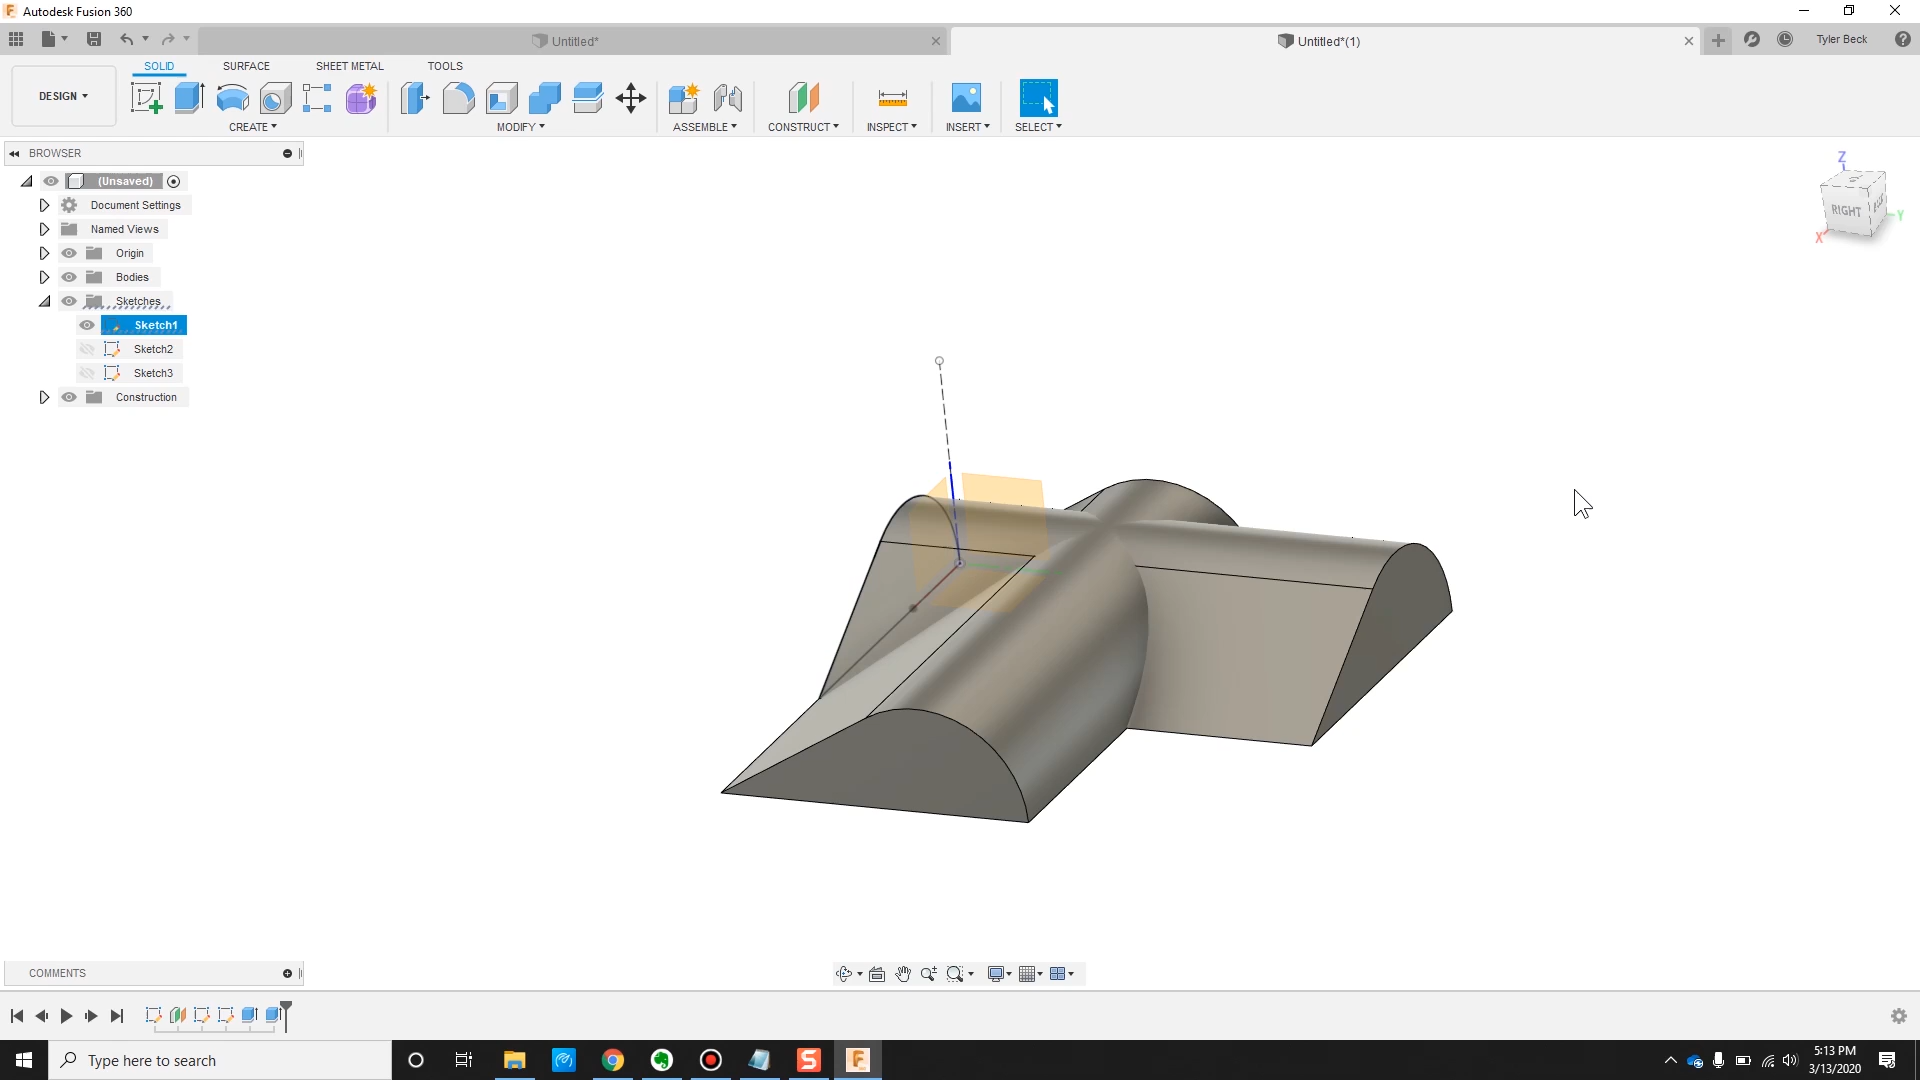 Autodesk Fusion 360
Untitled*
Untitled*(1)
Tyler Beck
DESIGN
SOLID
SURFACE
SHEET METAL
TOOLS
CREATE
MODIFY
ASSEMBLE
CONSTRUCT
INSPECT
INSERT
SELECT
BROWSER
(Unsaved)
Document Settings
Named Views
Origin
Bodies
Sketches
Sketch1
Sketch2
Sketch3
Construction
Z
RIGHT
Y
X
COMMENTS
Type here to search
5:13 PM
3/13/2020